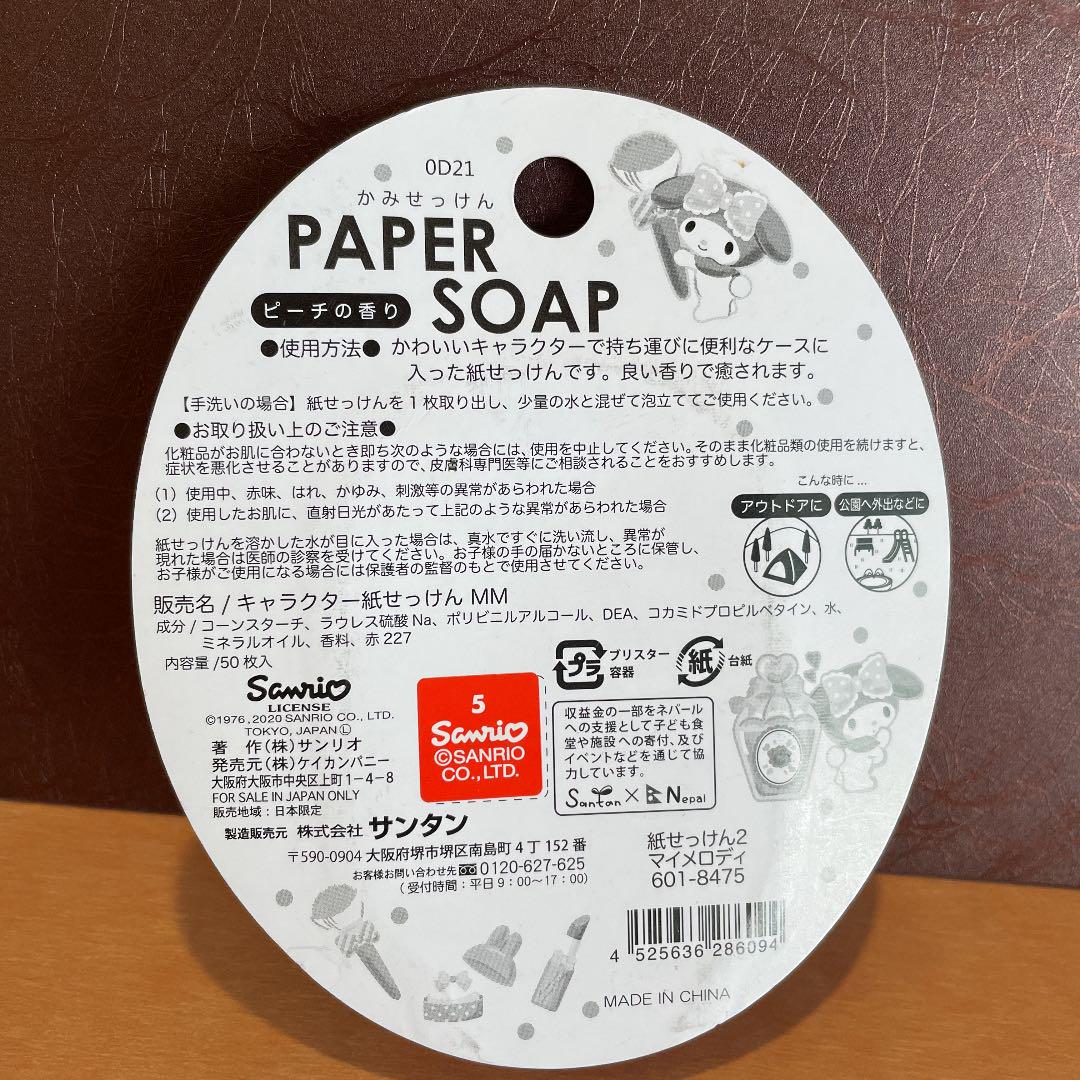 0D21
かみせっけん
PAPER
SOAP
ピーチの香り
●使用方法● かわいいキャラクターで持ち運びに便利なケースに
入った紙せっけんです。良い香りで癒されます。
【手洗いの場合】紙せっけんを1枚取り出し、少量の水と混ぜて泡立ててご使用ください。
●お取り扱い上のご注意●
化粧品がお肌に合わないとき即ち次のような場合には、使用を中止してください。そのまま化粧品類の使用を続けますと、
症状を悪化させることがありますので、皮膚科専門医等にご相談されることをおすすめします。
(1)使用中、赤味、はれ、かゆみ、刺激等の異常があらわれた場合
(2)使用したお肌に、直射日光があたって上記のような異常があらわれた場合
こんな時に...
アウトドアに
公園へ外出などに
紙せっけんを溶かした水が目に入った場合は、真水ですぐに洗い流し、異常が
現れた場合は医師の診察を受けてください。お子様の手の届かないところに保管し、
お子様がご使用になる場合には保護者の監督のもとで使用させてください。
販売名/キャラクター紙せっけん MM
成分/コーンスターチ、ラウレス硫酸Na、ポリビニルアルコール、DEA、コカミドプロピルベタイン、水、
ミネラルオイル、香料、赤227
内容量/50枚入
プラ
ブリスター
容器
紙
台紙
Sanrio
LICENSE
©1976, 2020 SANRIO CO., LTD.
TOKYO, JAPAN Ⓛ
著 作(株)サンリオ
発売元(株)ケイカンパニー
大阪府大阪市中央区上町1-4-8
FOR SALE IN JAPAN ONLY
販売地域:日本限定
5
Sanrio
©SANRIO
CO., LTD.
収益金の一部をネパール
への支援として子ども食
堂や施設への寄付、及び
イベントなどを通じて協
力しています。
Santan × Nepal
製造販売元 株式会社 サンタン
〒590-0904 大阪府堺市堺区南島町4丁152番
お客様お問い合わせ先 0120-627-625
(受付時間:平日9:00~17:00)
紙せっけん2
マイメロディ
601-8475
4 525636 286094
MADE IN CHINA